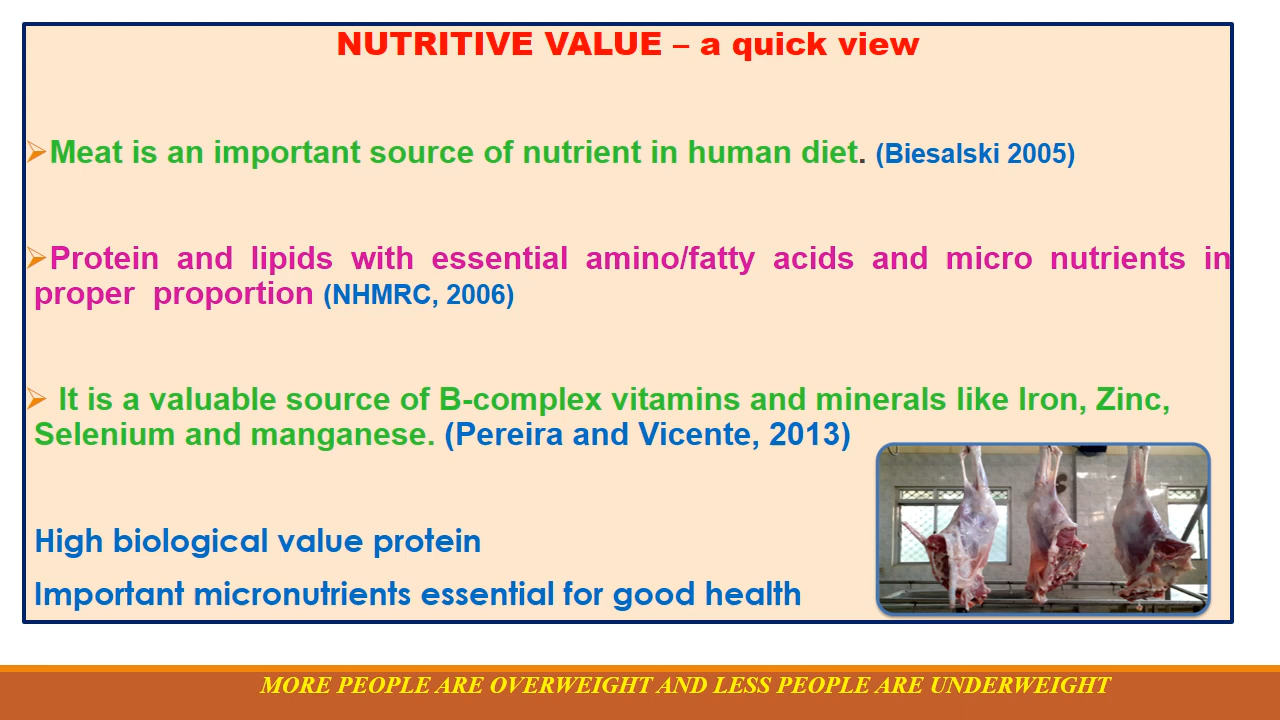 NUTRITIVE VALUE – a quick view
➢Meat is an important source of nutrient in human diet. (Biesalski 2005)
➢Protein and lipids with essential amino/fatty acids and micro nutrients in
proper proportion (NHMRC, 2006)
➢ It is a valuable source of B-complex vitamins and minerals like Iron, Zinc,
Selenium and manganese. (Pereira and Vicente, 2013)
High biological value protein
Important micronutrients essential for good health
MORE PEOPLE ARE OVERWEIGHT AND LESS PEOPLE ARE UNDERWEIGHT